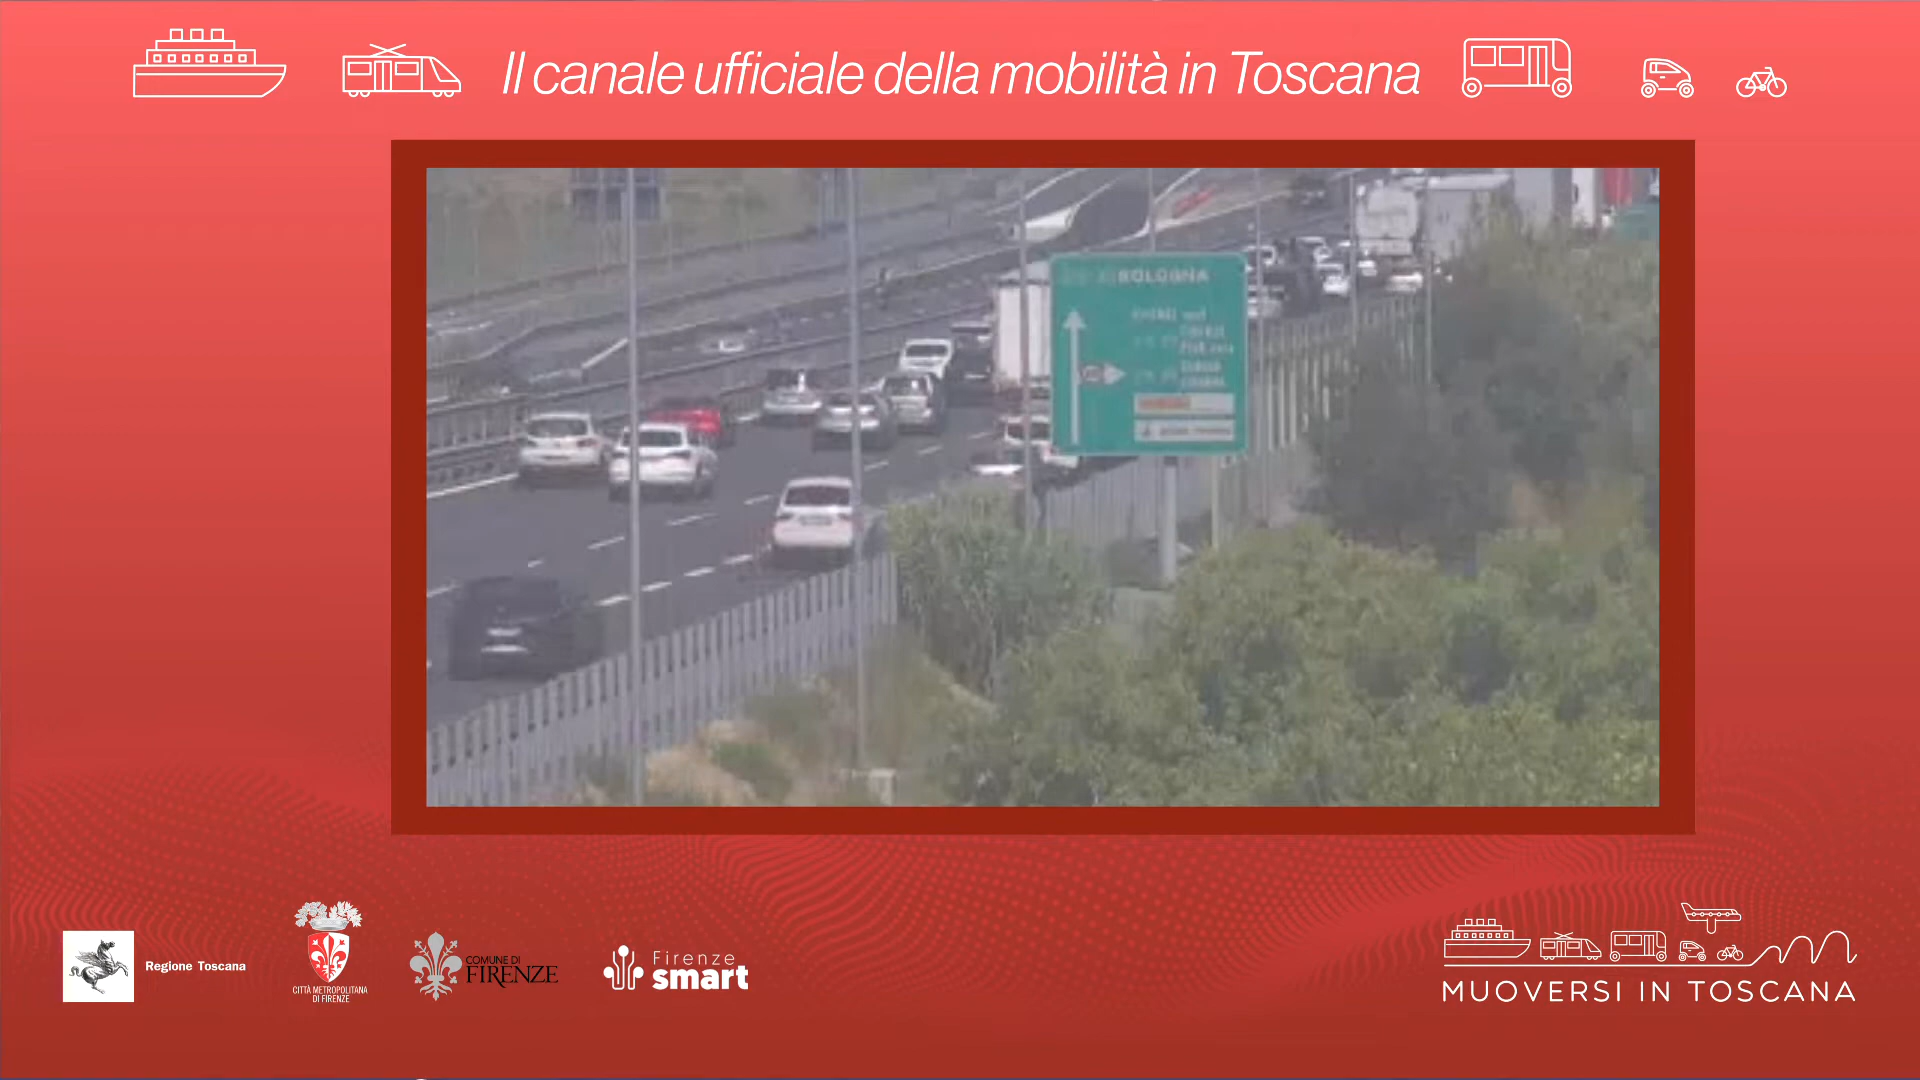 Il canale ufficiale della mobilità in Toscana
BOLOGNA
Regione Toscana
CITTÀ METROPOLITANA
DI FIRENZE
COMUNE DI
FIRENZE
Firenze
smart
MUOVERSI IN TOSCANA